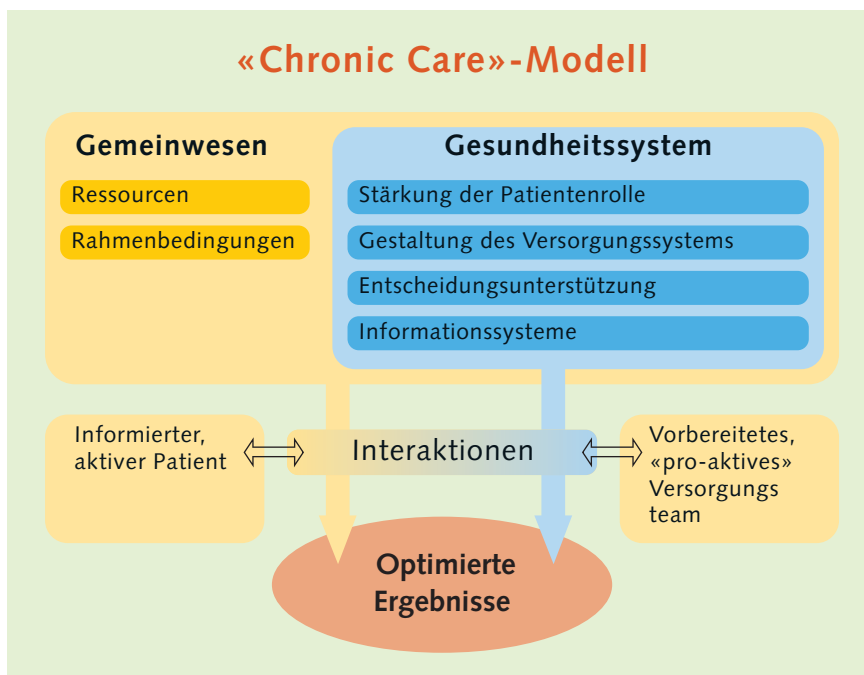 «Chronic Care»-Modell
Gemeinwesen
Ressourcen
Rahmenbedingungen
Gesundheitssystem
Stärkung der Patientenrolle
Gestaltung des Versorgungssystems
Entscheidungsunterstützung
Informationssysteme
Informierter,
aktiver Patient
Interaktionen
Vorbereitetes,
«pro-aktives»
Versorgungs
team
Optimierte
Ergebnisse